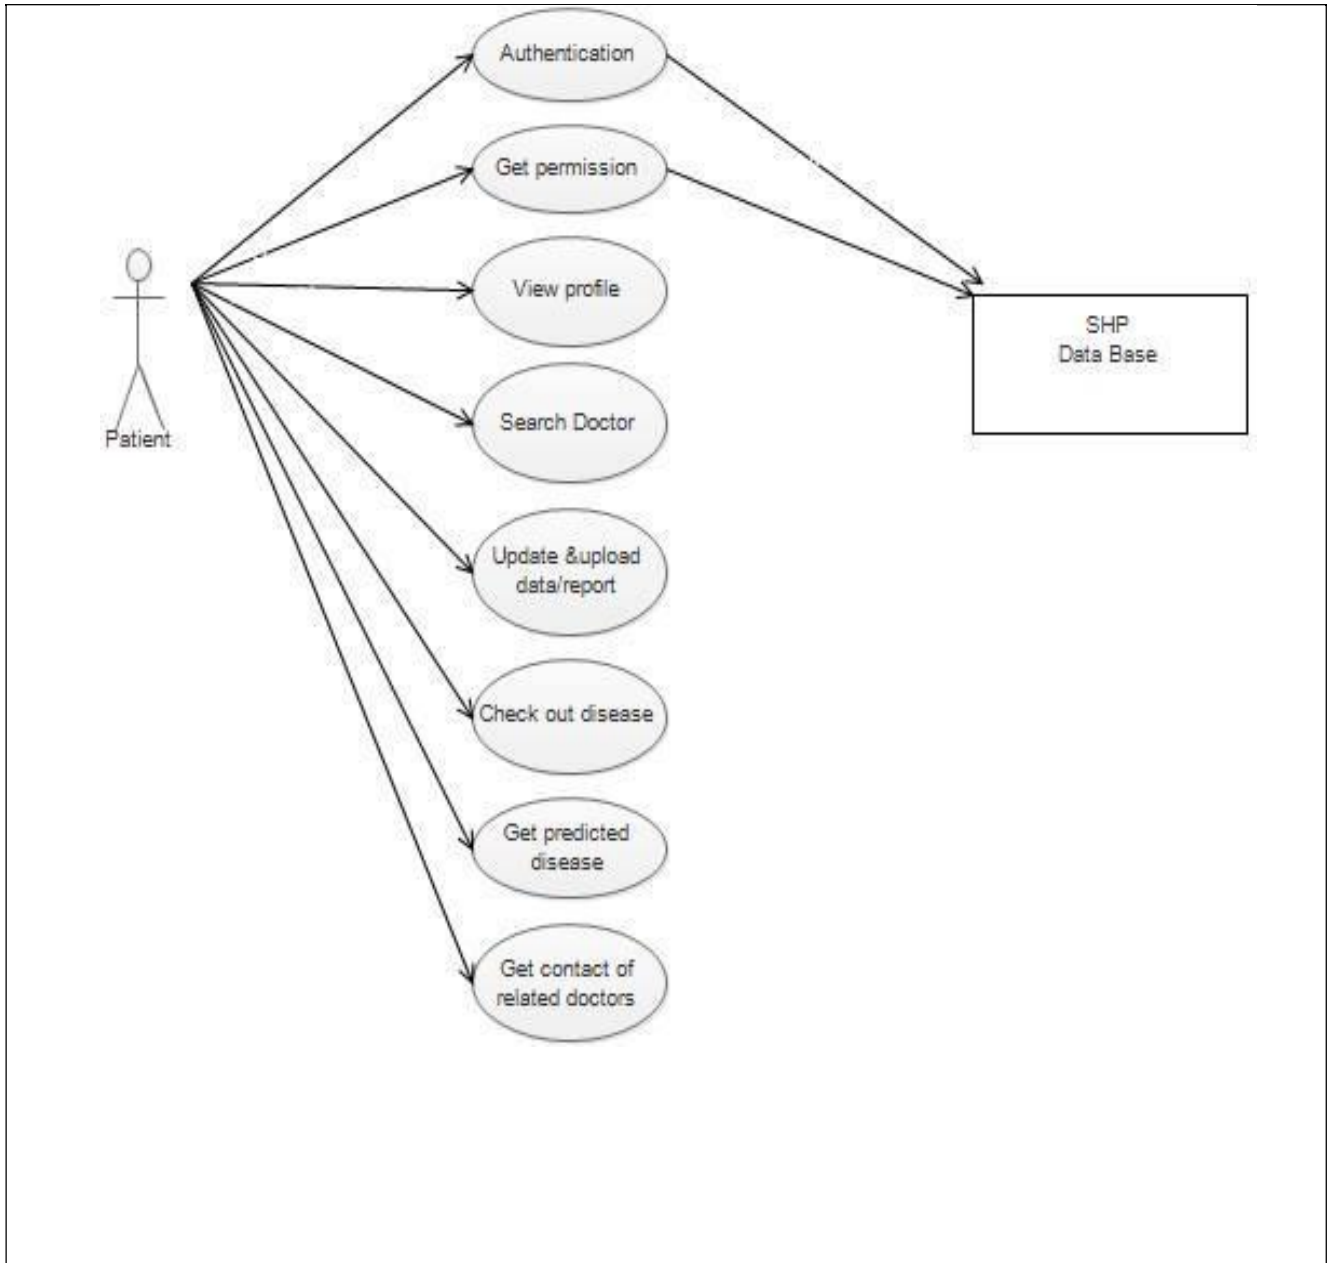 Authentication
Get permission
View profile
SHP
Data Base
Search Doctor
Patient
Update &upload
data/report
Check out disease
Get predicted
disease
Get contact of
related doctors